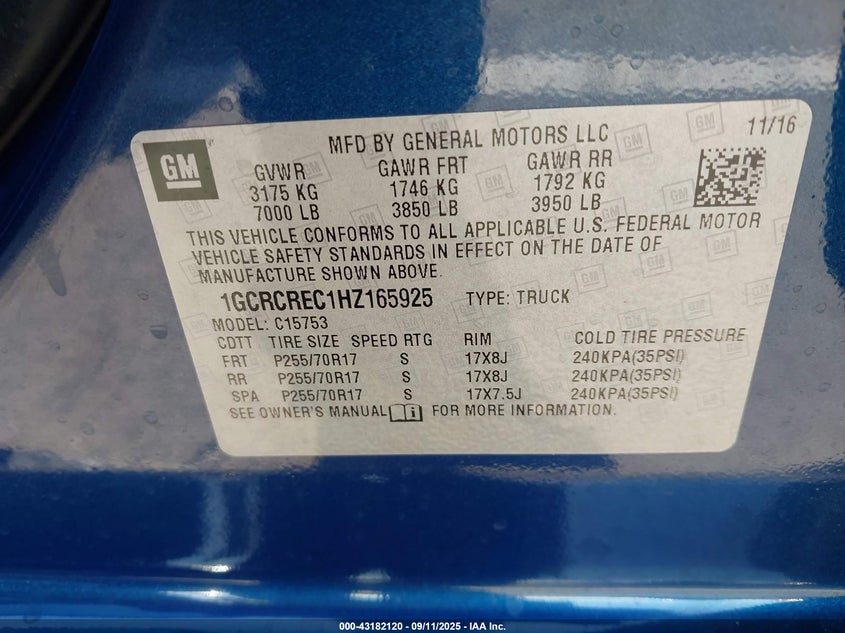 GM
MFD BY GENERAL MOTORS LLC 11/16
GVWR GAWR FRT GAWR RR
3175 KG 1746 KG 1792 KG
7000 LB 3850 LB 3950 LB
THIS VEHICLE CONFORMS TO ALL APPLICABLE U.S. FEDERAL MOTOR
VEHICLE SAFETY STANDARDS IN EFFECT ON THE DATE OF
MANUFACTURE SHOWN ABOVE.
1GCRCREC1HZ165925 TYPE: TRUCK
MODEL: C15753
CDTT TIRE SIZE SPEED RTG RIM COLD TIRE PRESSURE
FRT P255/70R17 S 17X8J 240KPA(35PSI)
RR P255/70R17 S 17X8J 240KPA(35PSI)
SPA P255/70R17 S 17X7.5J 240KPA(35PSI)
SEE OWNER'S MANUAL i FOR MORE INFORMATION.
000-43182120 - 09/11/2025 - IAA Inc.